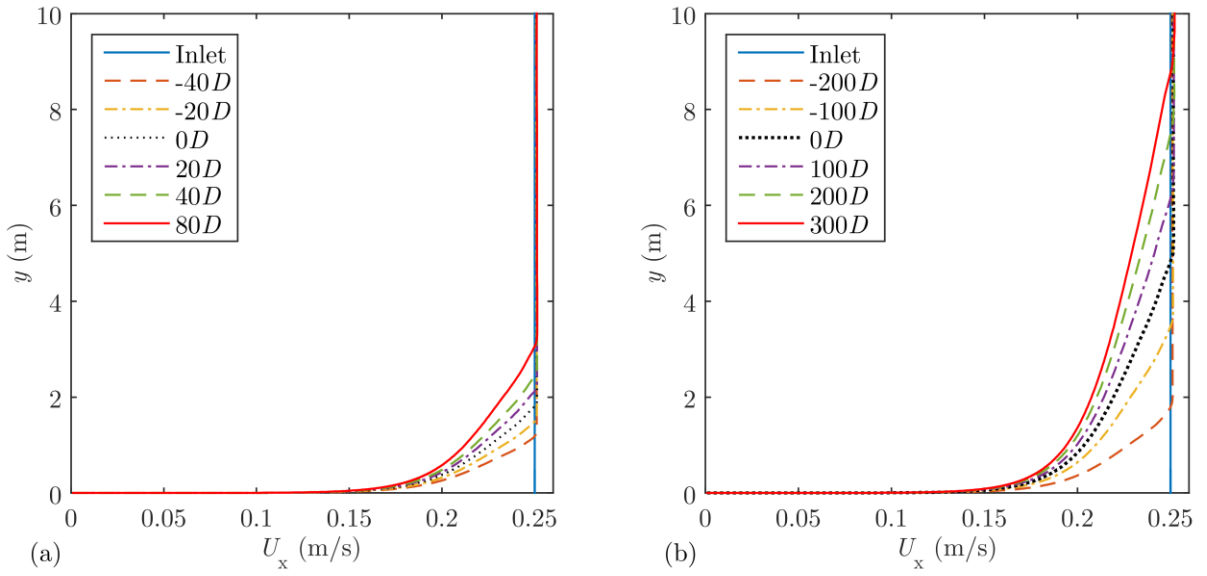 10
8
6
4
2
0
y (m)
Inlet
-40D
-20D
0D
20D
40D
80D
0 0.05 0.1 0.15 0.2 0.25
(a) Uₓ (m/s)
10
8
6
4
2
0
y (m)
Inlet
-200D
-100D
0D
100D
200D
300D
0 0.05 0.1 0.15 0.2 0.25
(b) Uₓ (m/s)